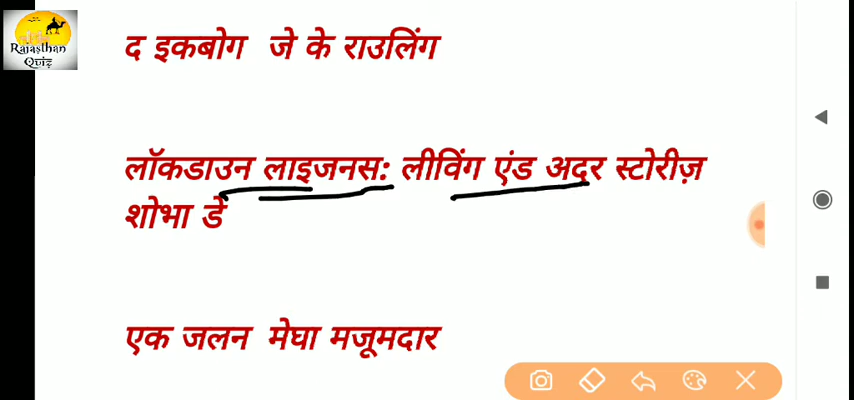 Rajasthan
Quiz
द इकबोग जे के राउलिंग
लॉकडाउन लाइजनस: लीविंग एंड अदर स्टोरीज़
शोभा डे
एक जलन मेघा मजूमदार